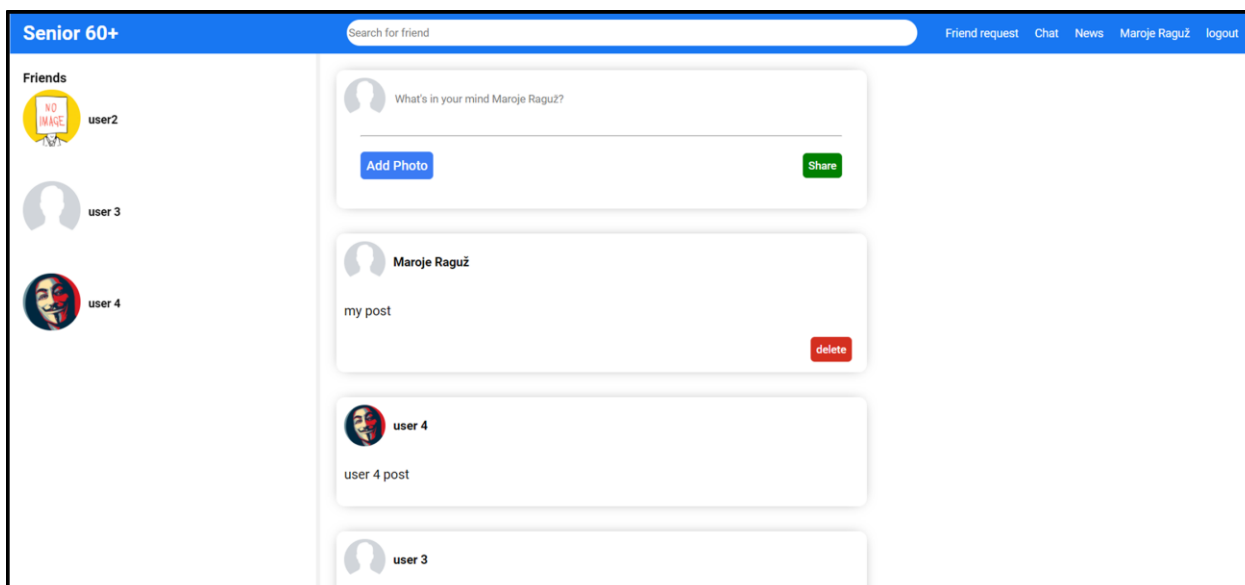 Senior 60+
Search for friend
Friend request
Chat
News
Maroje Raguž
logout
Friends
NO
IMAGE
user2
user 3
user 4
What's in your mind Maroje Raguž?
Add Photo
Share
Maroje Raguž
my post
delete
user 4
user 4 post
user 3